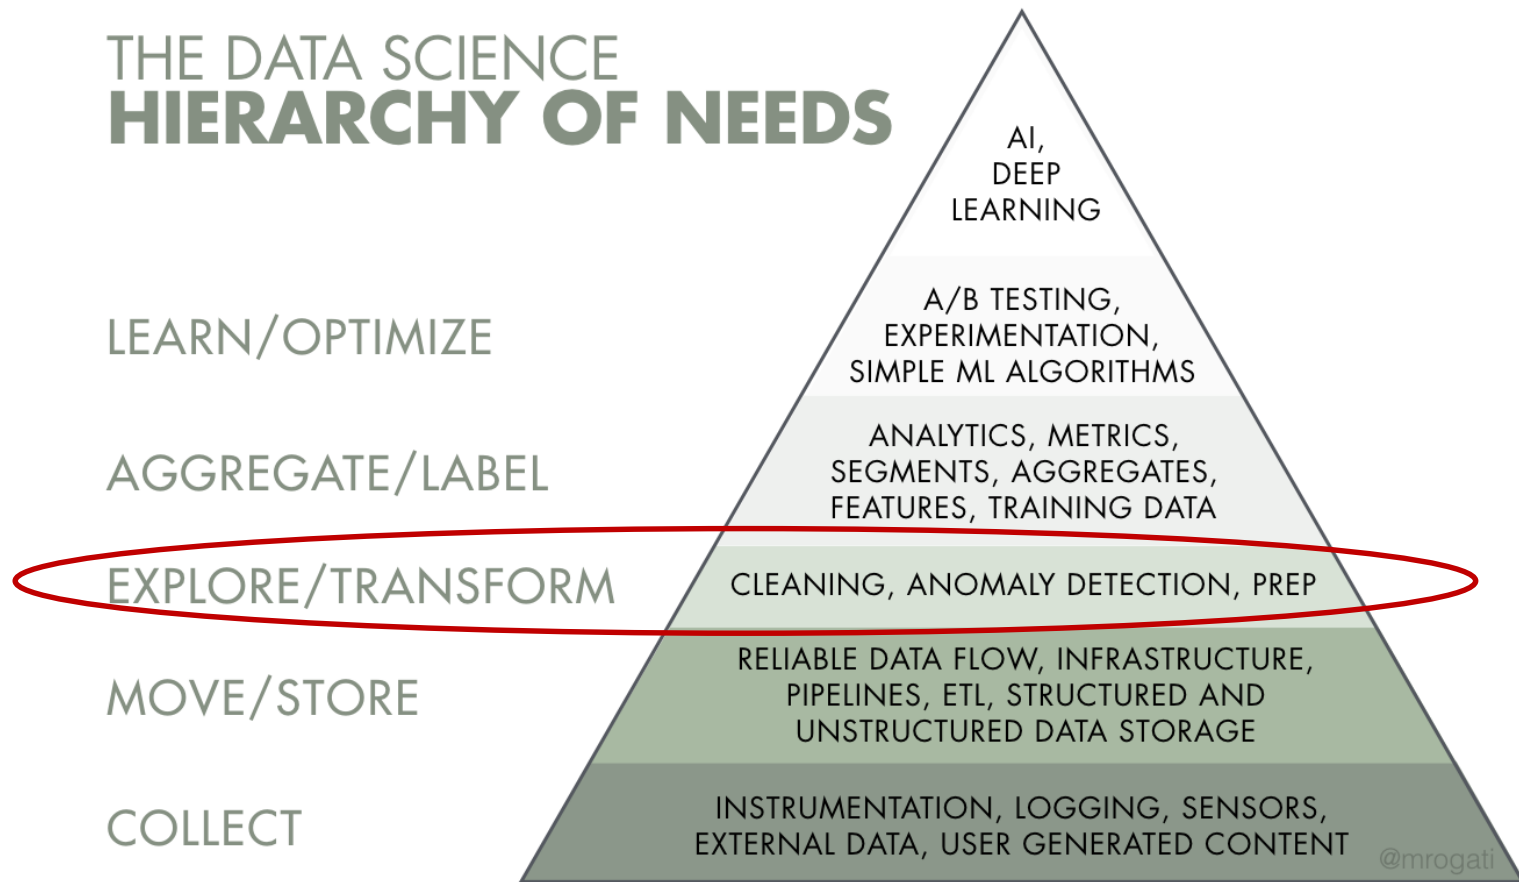 THE DATA SCIENCE
HIERARCHY OF NEEDS
AI,
DEEP
LEARNING
LEARN/OPTIMIZE
A/B TESTING,
EXPERIMENTATION,
SIMPLE ML ALGORITHMS
AGGREGATE/LABEL
ANALYTICS, METRICS,
SEGMENTS, AGGREGATES,
FEATURES, TRAINING DATA
EXPLORE/TRANSFORM
CLEANING, ANOMALY DETECTION, PREP
MOVE/STORE
RELIABLE DATA FLOW, INFRASTRUCTURE,
PIPELINES, ETL, STRUCTURED AND
UNSTRUCTURED DATA STORAGE
COLLECT
INSTRUMENTATION, LOGGING, SENSORS,
EXTERNAL DATA, USER GENERATED CONTENT
@mrogati